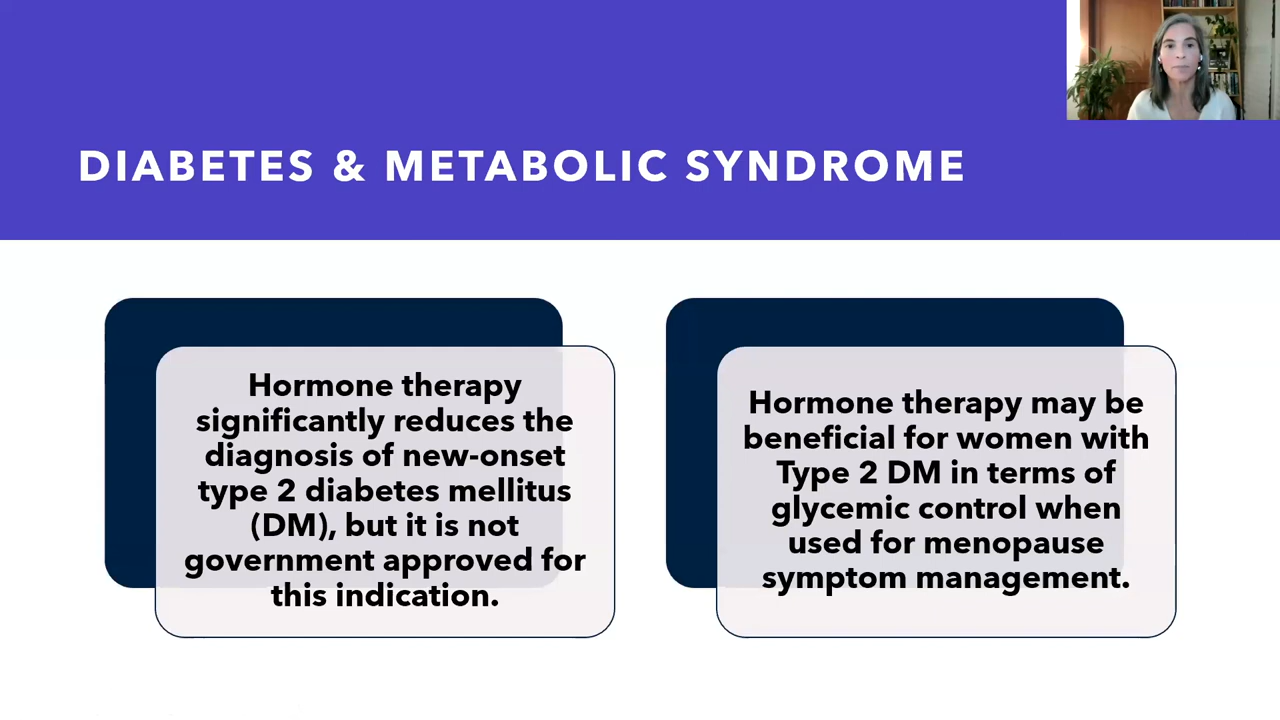 DIABETES & METABOLIC SYNDROME
Hormone therapy
significantly reduces the
diagnosis of new-onset
type 2 diabetes mellitus
(DM), but it is not
government approved for
this indication.
Hormone therapy may be
beneficial for women with
Type 2 DM in terms of
glycemic control when
used for menopause
symptom management.